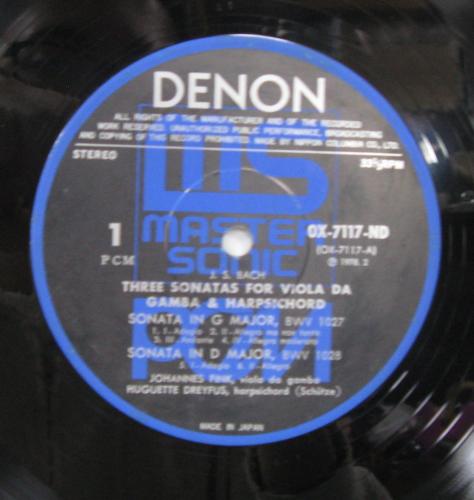 DENON
ALL RIGHTS OF THE MANUFACTURER AND OF THE RECORDED
WORK RESERVED. UNAUTHORIZED PUBLIC PERFORMANCE, BROADCASTING
AND COPYING OF THIS RECORD PROHIBITED MADE BY NIPPON COLUMBIA CO., LTD.
STEREO
33⅓RPM
MS
MASTER
SONIC
1
PCM
OX-7117-ND
(OX-7117-A)
Ⓟ 1978. 2
J. S. BACH
THREE SONATAS FOR VIOLA DA
GAMBA & HARPSICHORD
SONATA IN G MAJOR, BWV 1027
1. I-Adagio 2. II-Allegro ma non tanto
3. III-Andante 4. IV-Allegro moderato
SONATA IN D MAJOR, BWV 1028
5. I-Adagio 6. II-Allegro
JOHANNES FINK, viola da gamba
HUGUETTE DREYFUS, harpsichord (Schütze)
MADE IN JAPAN